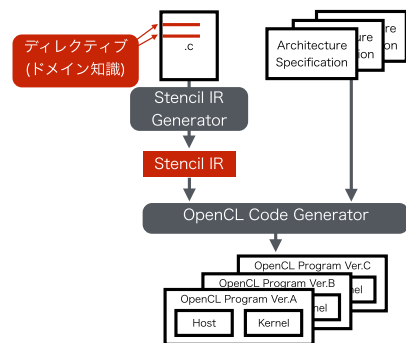 ディレクティブ
(ドメイン知識)
.c
Architecture
Specification
Stencil IR
Generator
Stencil IR
OpenCL Code Generator
OpenCL Program Ver.C
OpenCL Program Ver.B
OpenCL Program Ver.A
Host
Kernel